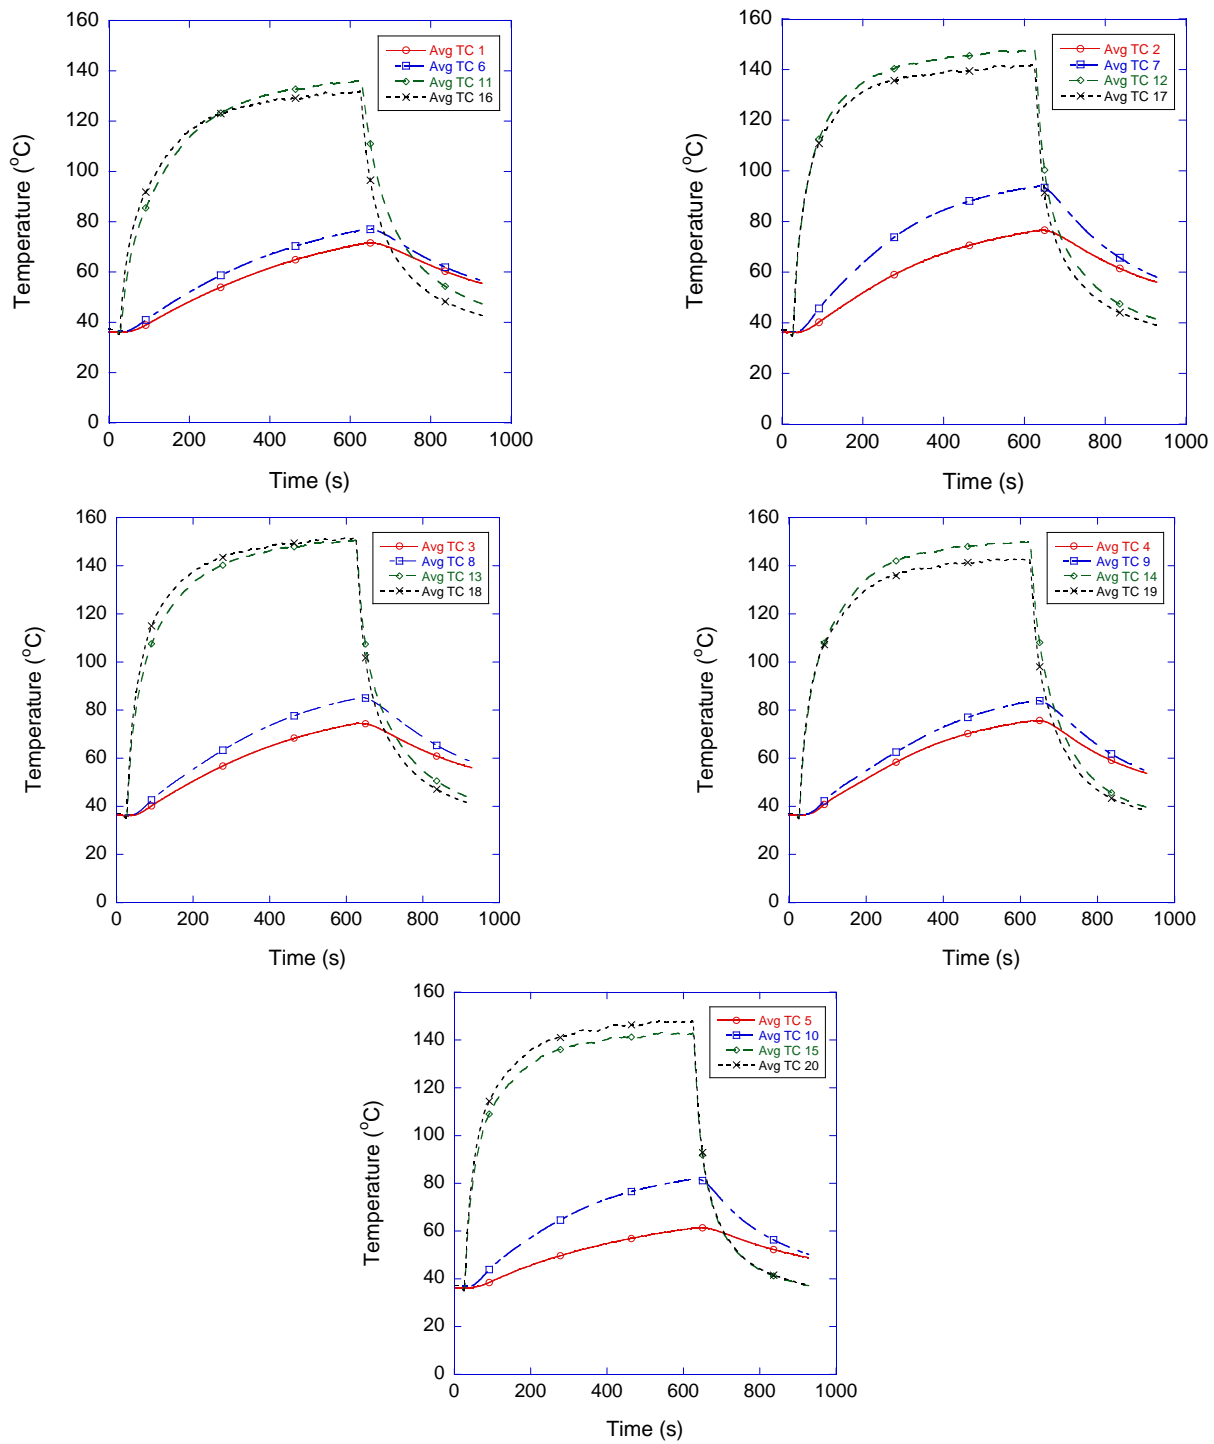 160
140
120
100
80
60
40
20
0
Temperature (°C)
Avg TC 1
Avg TC 6
Avg TC 11
Avg TC 16
0 200 400 600 800 1000
Time (s)
160
140
120
100
80
60
40
20
0
Temperature (°C)
Avg TC 2
Avg TC 7
Avg TC 12
Avg TC 17
0 200 400 600 800 1000
Time (s)
160
140
120
100
80
60
40
20
0
Temperature (°C)
Avg TC 3
Avg TC 8
Avg TC 13
Avg TC 18
0 200 400 600 800 1000
Time (s)
160
140
120
100
80
60
40
20
0
Temperature (°C)
Avg TC 4
Avg TC 9
Avg TC 14
Avg TC 19
0 200 400 600 800 1000
Time (s)
160
140
120
100
80
60
40
20
0
Temperature (°C)
Avg TC 5
Avg TC 10
Avg TC 15
Avg TC 20
0 200 400 600 800 1000
Time (s)